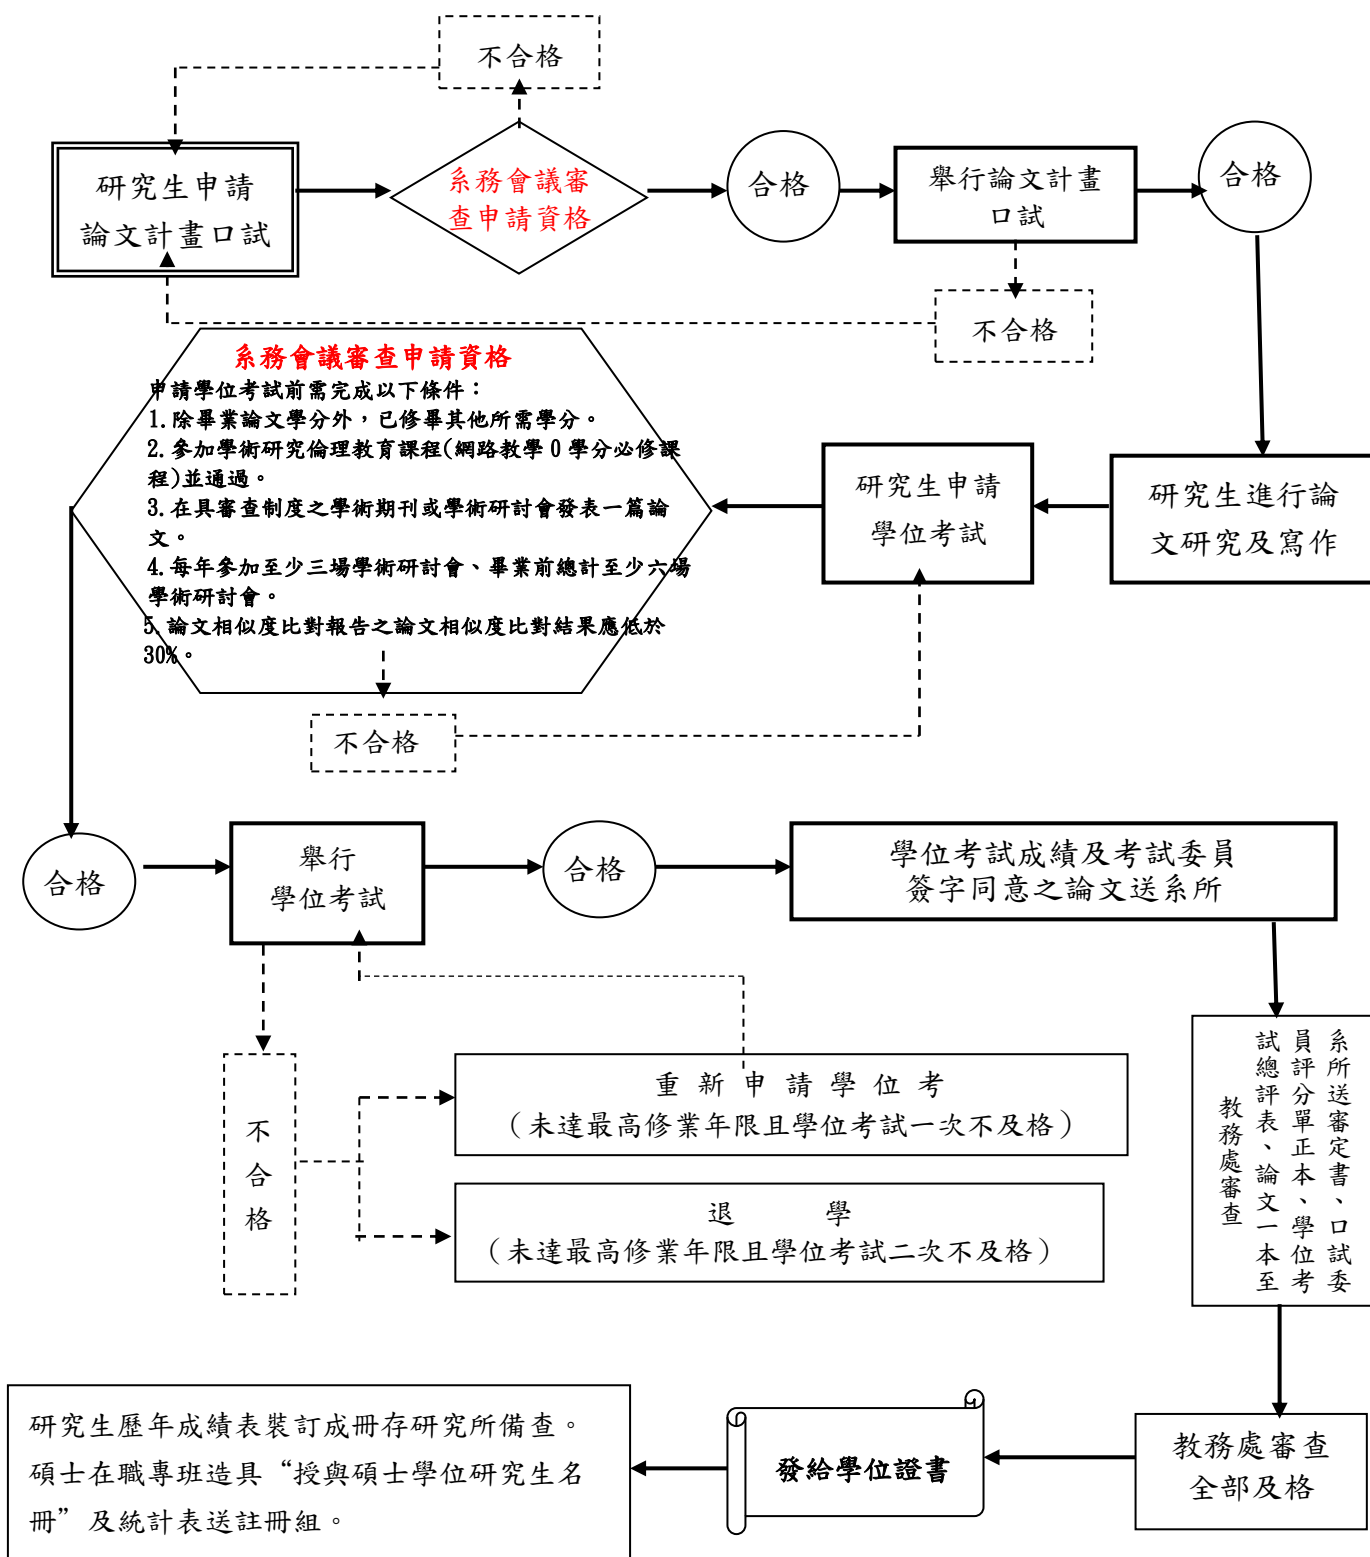 不合格
研究生申請
論文計畫口試
系務會議審
查申請資格
合格
舉行論文計畫
口試
合格
不合格
系務會議審查申請資格
申請學位考試前需完成以下條件：
1.除畢業論文學分外，已修畢其他所需學分。
2.參加學術研究倫理教育課程(網路教學 0 學分必修課
程)並通過。
3.在具審查制度之學術期刊或學術研討會發表一篇論
文。
4.每年參加至少三場學術研討會、畢業前總計至少六場
學術研討會。
5.論文相似度比對報告之論文相似度比對結果應低於
30%。
研究生申請
學位考試
研究生進行論
文研究及寫作
不合格
合格
舉行
學位考試
合格
學位考試成績及考試委員
簽字同意之論文送系所
不合格
重新申請學位考
（未達最高修業年限且學位考試一次不及格）
退 學
（未達最高修業年限且學位考試二次不及格）
系所送審定書、口試委
員評分單正本、學位考
試總評表、論文一本至
教務處審查
教務處審查
全部及格
發給學位證書
研究生歷年成績表裝訂成冊存研究所備查。
碩士在職專班造具“授與碩士學位研究生名
冊”及統計表送註冊組。